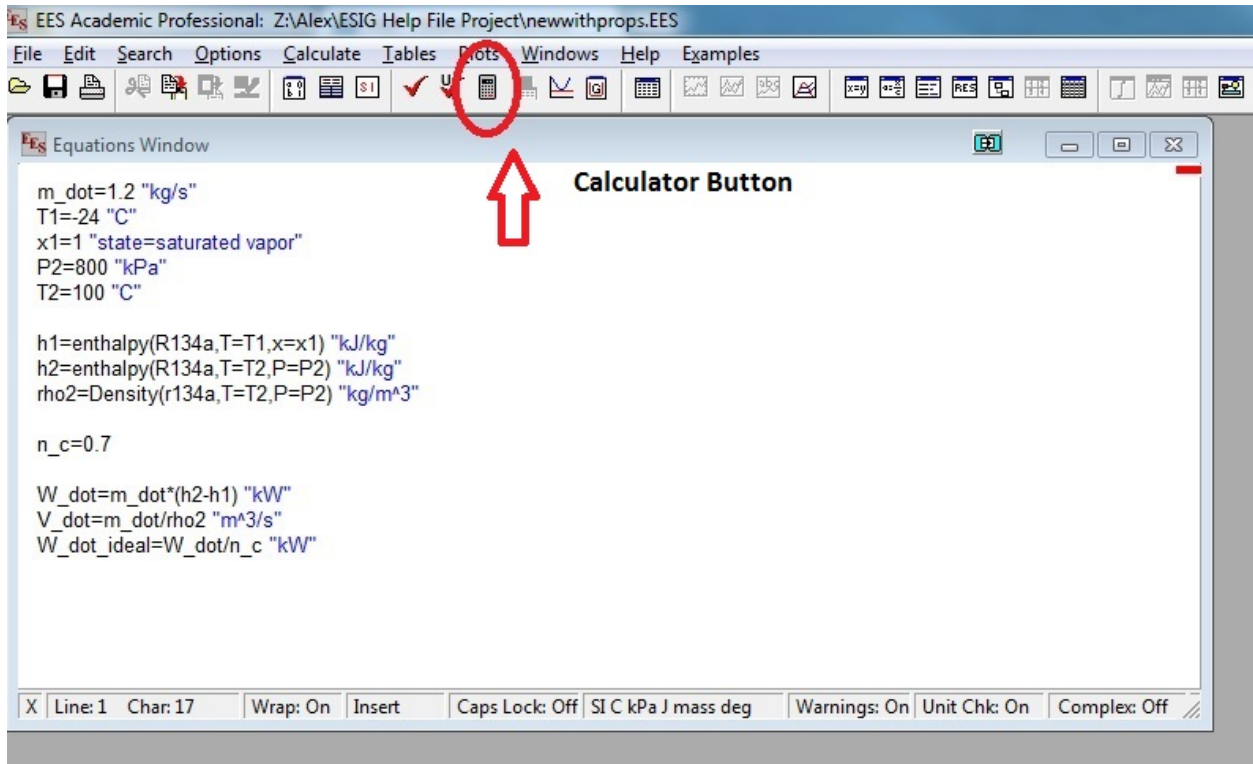 EES Academic Professional: Z:\Alex\ESIG Help File Project\newwithprops.EES
File Edit Search Options Calculate Tables Plots Windows Help Examples
Equations Window
Calculator Button
m_dot=1.2 "kg/s"
T1=-24 "C"
x1=1 "state=saturated vapor"
P2=800 "kPa"
T2=100 "C"
h1=enthalpy(R134a,T=T1,x=x1) "kJ/kg"
h2=enthalpy(R134a,T=T2,P=P2) "kJ/kg"
rho2=Density(r134a,T=T2,P=P2) "kg/m^3"
n_c=0.7
W_dot=m_dot*(h2-h1) "kW"
V_dot=m_dot/rho2 "m^3/s"
W_dot_ideal=W_dot/n_c "kW"
X Line: 1 Char: 17 Wrap: On Insert Caps Lock: Off SI C kPa J mass deg Warnings: On Unit Chk: On Complex: Off